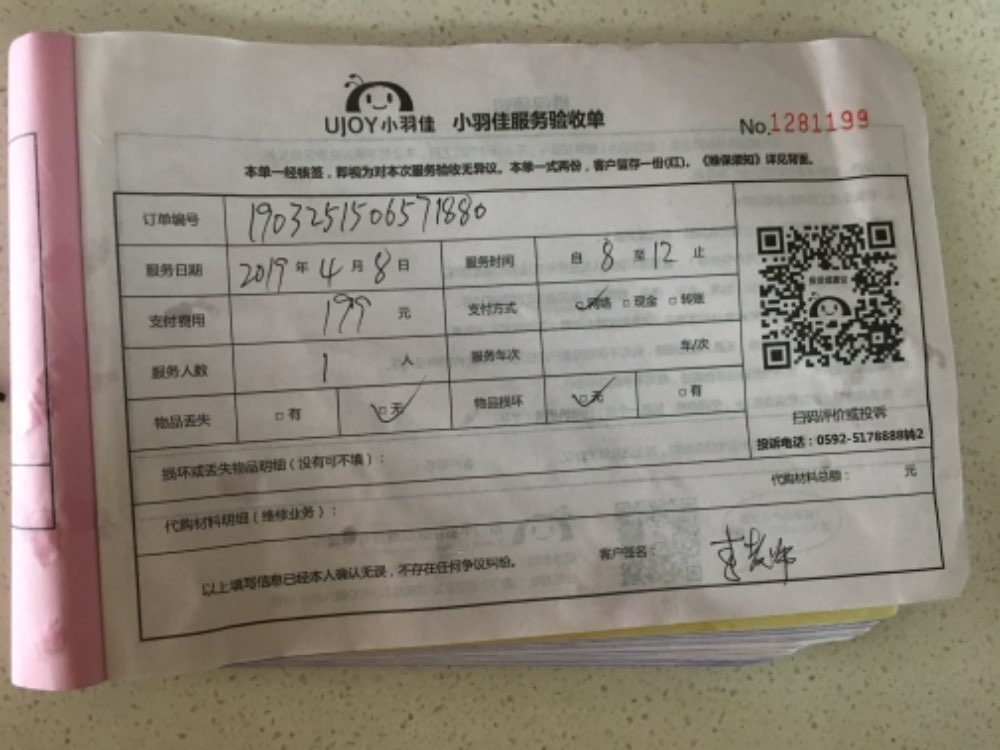 UJOY小羽佳 小羽佳服务验收单
No.1281199
本单一经核签，即视为对本次服务验收无异议。本单一式两份，客户留存一份(红)。《维保须知》详见背面。
订单编号 1903251506571880
服务日期 2019年4月8日 服务时间 自8至12止
支付费用 199元 支付方式 网络 □现金 □转账
服务人数 1人 服务车次 车/次
物品丢失 □有 □无 物品损坏 □无 □有
扫码评价或投诉
投诉电话：0592-5178888转2
损坏或丢失物品明细（没有可不填）：
代购材料明细（维修业务）： 代购材料总额： 元
以上填写信息已经本人确认无误，不存在任何争议纠纷。 客户签名：